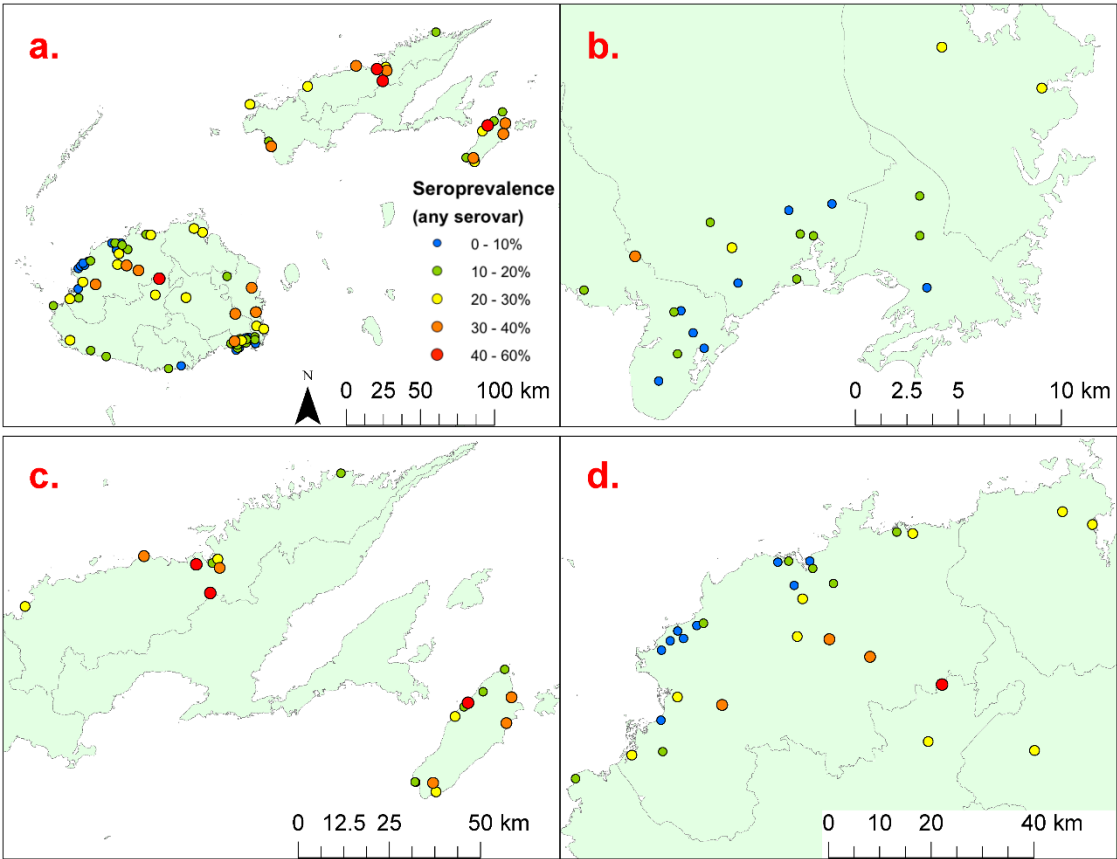 a.
b.
Seroprevalence
(any serovar)
0 - 10%
10 - 20%
20 - 30%
30 - 40%
40 - 60%
N
0 25 50 100 km
0 2.5 5 10 km
c.
d.
0 12.5 25 50 km
0 10 20 40 km